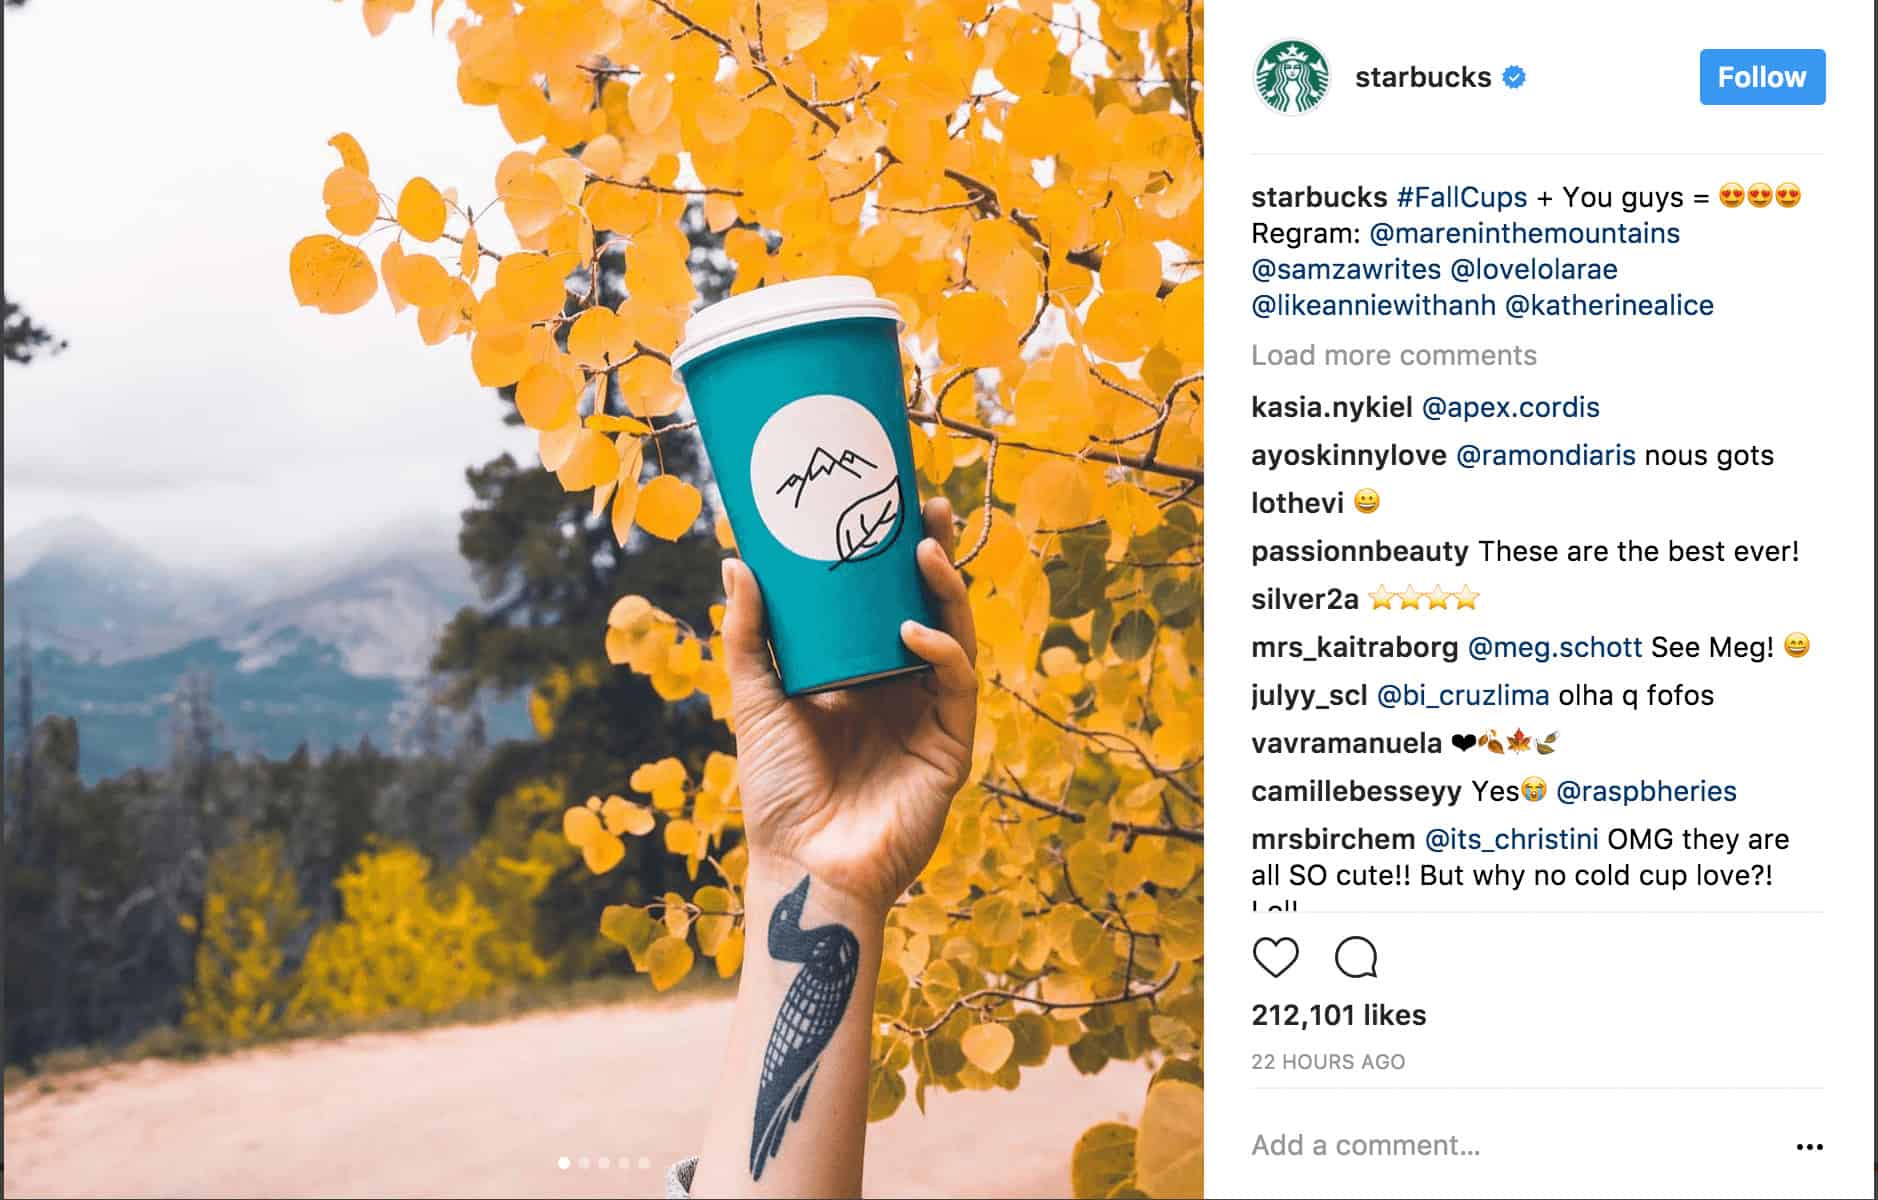 starbucks
Follow
starbucks #FallCups + You guys = 😍😍😍
Regram: @mareninthemountains
@samzawrites @lovelolarae
@likeanniewithanh @katherinealice
Load more comments
kasia.nykiel @apex.cordis
ayoskinnylove @ramondiaris nous gots
lothevi 😀
passionnbeauty These are the best ever!
silver2a ⭐⭐⭐⭐
mrs_kaitraborg @meg.schott See Meg! 😄
julyy_scl @bi_cruzlima olha q fofos
vavramanuela ❤🍂🍁🍃
camillebesseyy Yes😭 @raspbheries
mrsbirchem @its_christini OMG they are
all SO cute!! But why no cold cup love?!
212,101 likes
22 HOURS AGO
Add a comment...